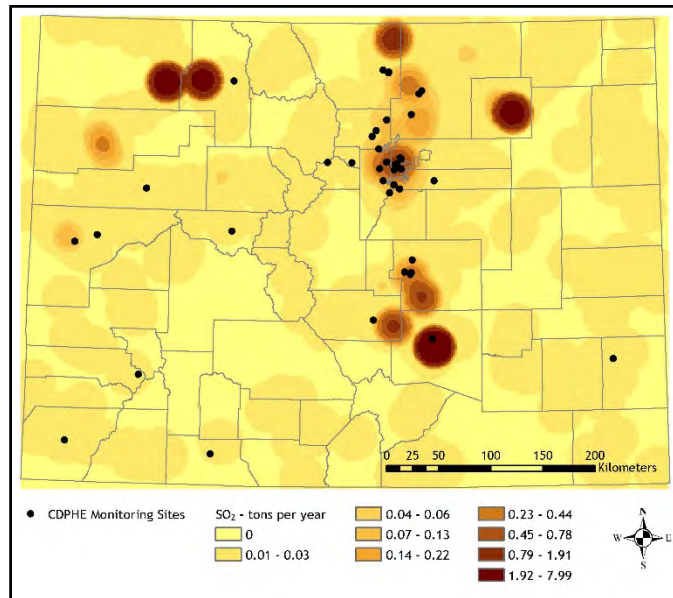 0 25 50 100 150 200
Kilometers
CDPHE Monitoring Sites
SO₂ - tons per year
0
0.01 - 0.03
0.04 - 0.06
0.07 - 0.13
0.14 - 0.22
0.23 - 0.44
0.45 - 0.78
0.79 - 1.91
1.92 - 7.99
N
W E
S